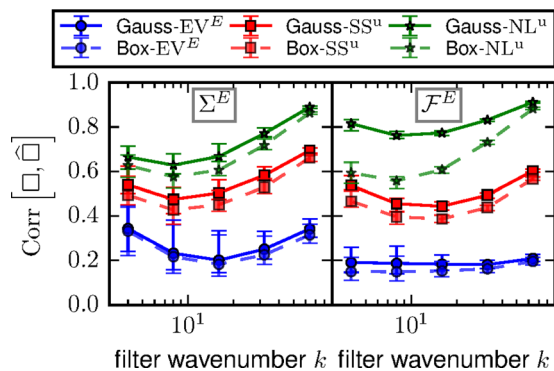 Gauss-EV^E Gauss-SS^u Gauss-NL^u
Box-EV^E Box-SS^u Box-NL^u
Σ^E ℱ^E
Corr [□, □̂]
1.0
0.8
0.6
0.4
0.2
0.0
10^1 10^1
filter wavenumber k filter wavenumber k